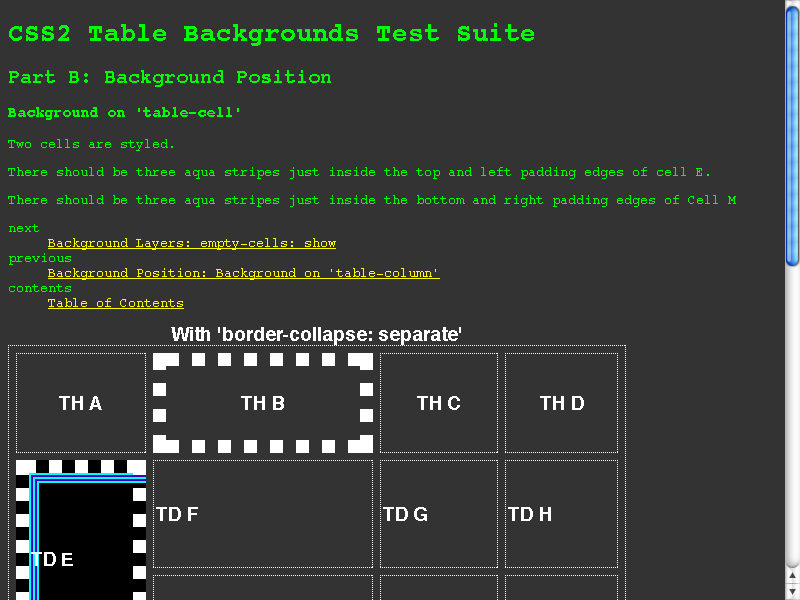 CSS2 Table Backgrounds Test Suite
Part B: Background Position
Background on 'table-cell'
Two cells are styled.
There should be three aqua stripes just inside the top and left padding edges of cell E.
There should be three aqua stripes just inside the bottom and right padding edges of Cell M
next
Background Layers: empty-cells: show
previous
Background Position: Background on 'table-column'
contents
Table of Contents
With 'border-collapse: separate'
TH A TH B TH C TH D
TD F TD G TD H
TD E